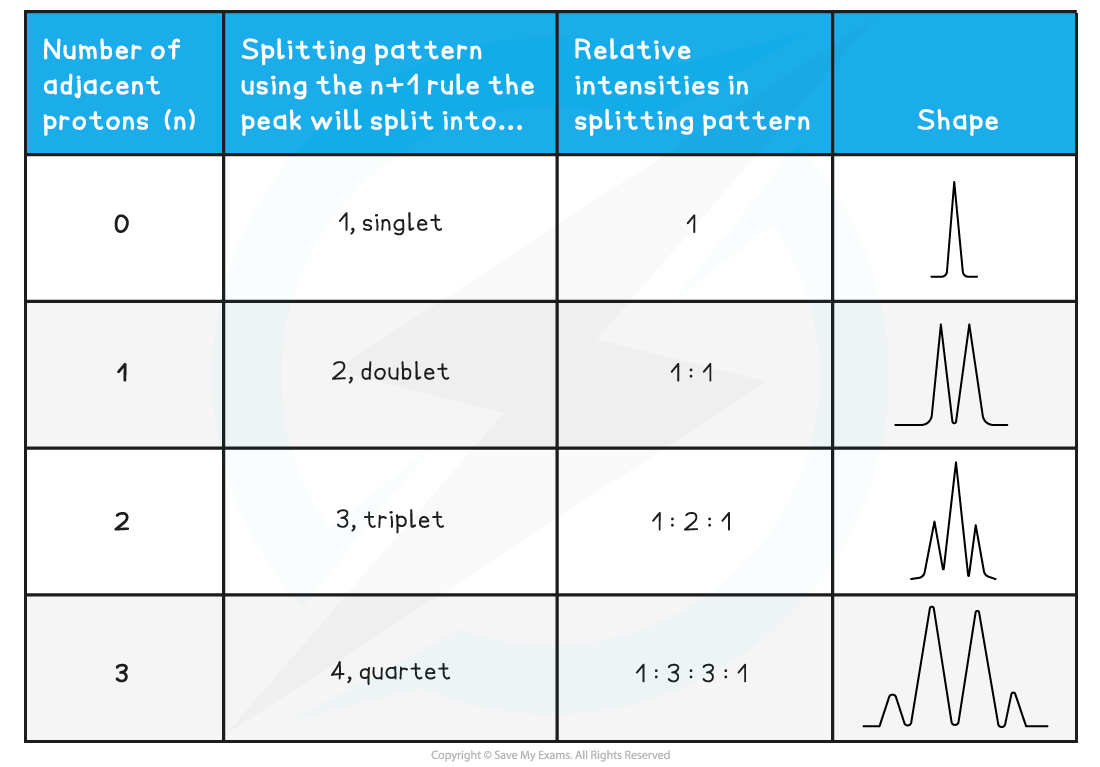 Number of
adjacent
protons (n)
Splitting pattern
using the n+1 rule the
peak will split into...
Relative
intensities in
splitting pattern
Shape
0
1, singlet
1
1
2, doublet
1 : 1
2
3, triplet
1 : 2 : 1
3
4, quartet
1 : 3 : 3 : 1
Copyright © Save My Exams. All Rights Reserved